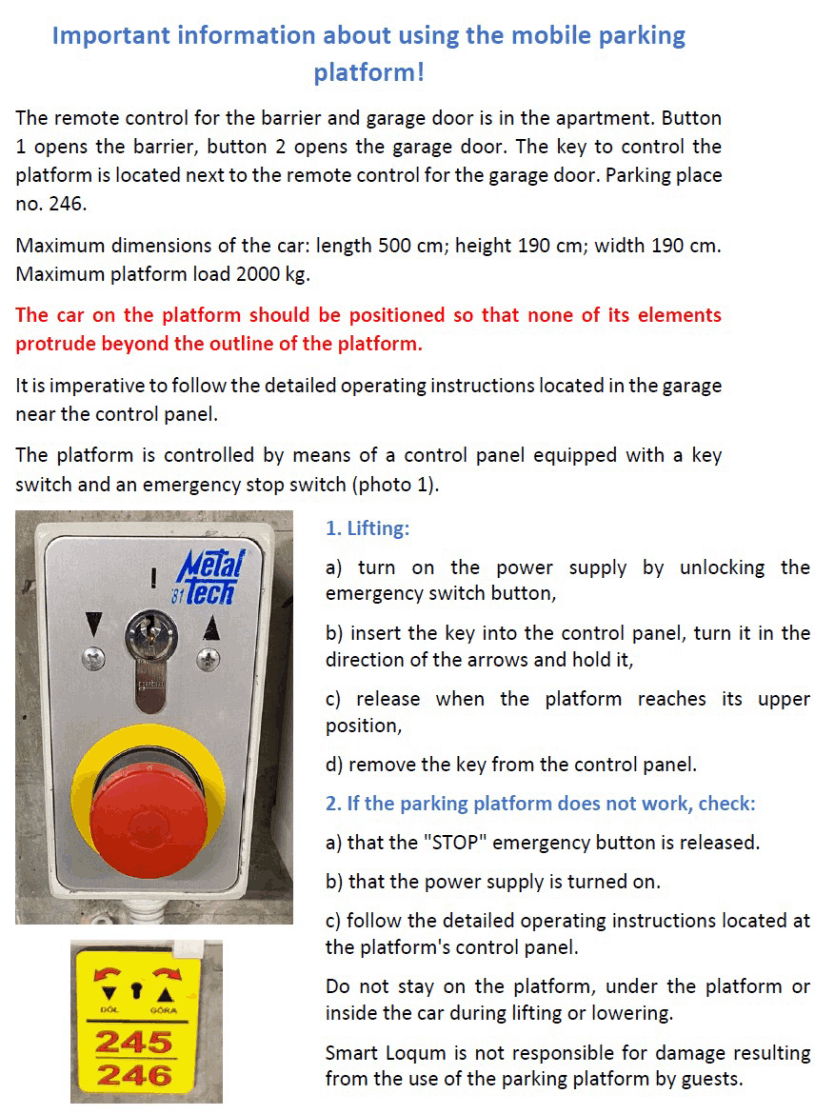 Important information about using the mobile parking
platform!
The remote control for the barrier and garage door is in the apartment. Button
1 opens the barrier, button 2 opens the garage door. The key to control the
platform is located next to the remote control for the garage door. Parking place
no. 246.
Maximum dimensions of the car: length 500 cm; height 190 cm; width 190 cm.
Maximum platform load 2000 kg.
The car on the platform should be positioned so that none of its elements
protrude beyond the outline of the platform.
It is imperative to follow the detailed operating instructions located in the garage
near the control panel.
The platform is controlled by means of a control panel equipped with a key
switch and an emergency stop switch (photo 1).
!
Metal
'81 Tech
DÓŁ GÓRA
245
246
1. Lifting:
a) turn on the power supply by unlocking the
emergency switch button,
b) insert the key into the control panel, turn it in the
direction of the arrows and hold it,
c) release when the platform reaches its upper
position,
d) remove the key from the control panel.
2. If the parking platform does not work, check:
a) that the "STOP" emergency button is released.
b) that the power supply is turned on.
c) follow the detailed operating instructions located at
the platform's control panel.
Do not stay on the platform, under the platform or
inside the car during lifting or lowering.
Smart Loqum is not responsible for damage resulting
from the use of the parking platform by guests.